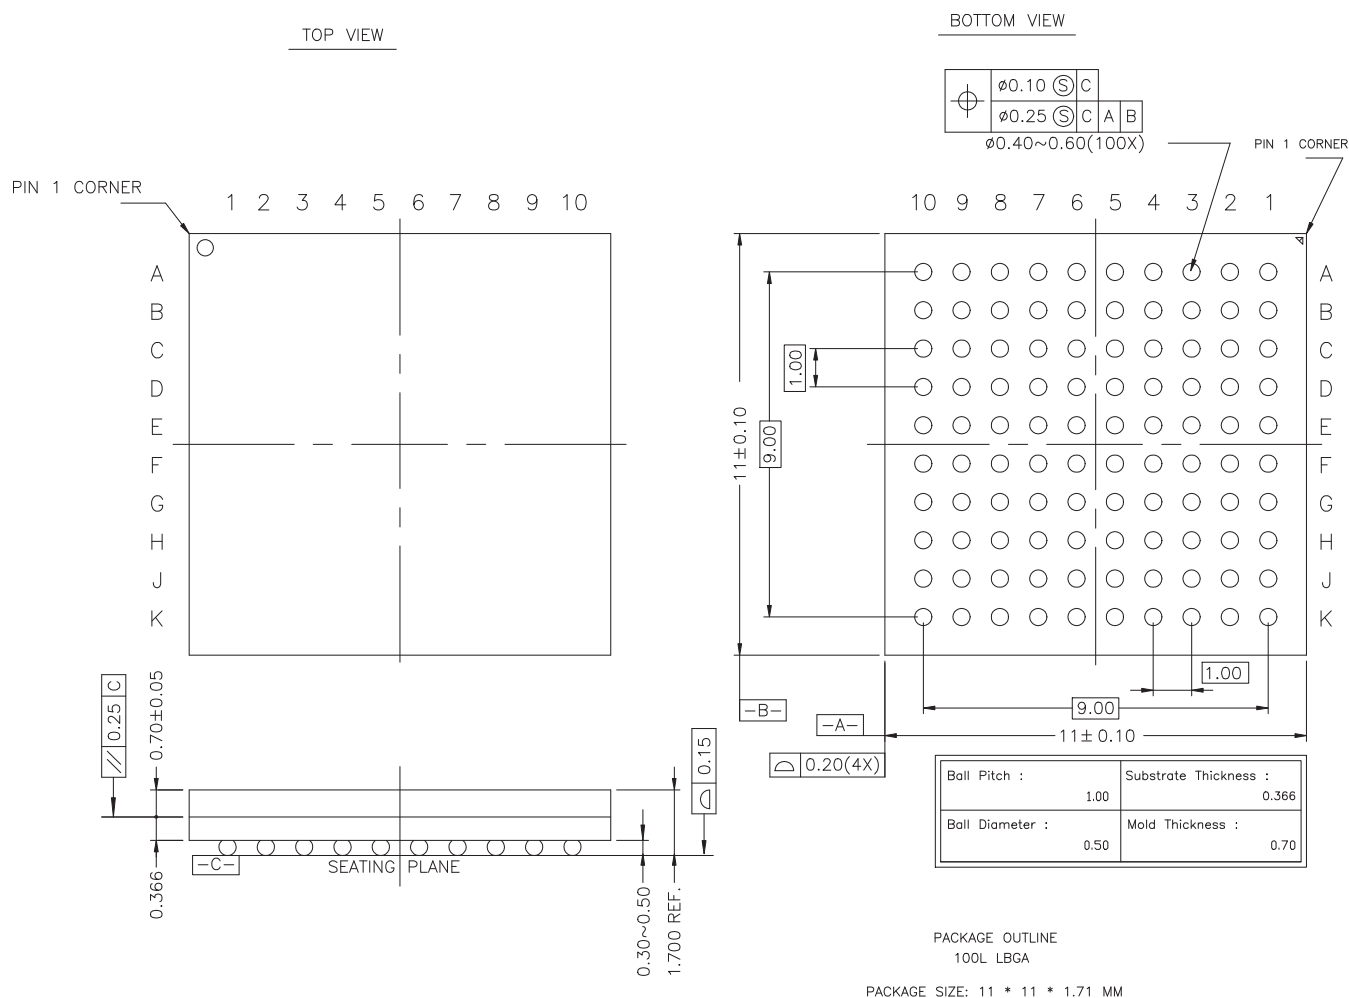 TOP VIEW
BOTTOM VIEW
⌀0.10 Ⓢ C
⌀0.25 Ⓢ C A B
⌀0.40~0.60(100X)
PIN 1 CORNER
PIN 1 CORNER
1 2 3 4 5 6 7 8 9 10
10 9 8 7 6 5 4 3 2 1
A
B
C
D
E
F
G
H
J
K
A
B
C
D
E
F
G
H
J
K
1.00
9.00
11±0.10
1.00
9.00
11±0.10
-B-
-A-
0.20(4X)
// 0.25 C
0.70±0.05
0.366
-C-
SEATING PLANE
0.15
0.30~0.50
1.700 REF.
Ball Pitch :
1.00
Substrate Thickness :
0.366
Ball Diameter :
0.50
Mold Thickness :
0.70
PACKAGE OUTLINE
100L LBGA
PACKAGE SIZE: 11 * 11 * 1.71 MM